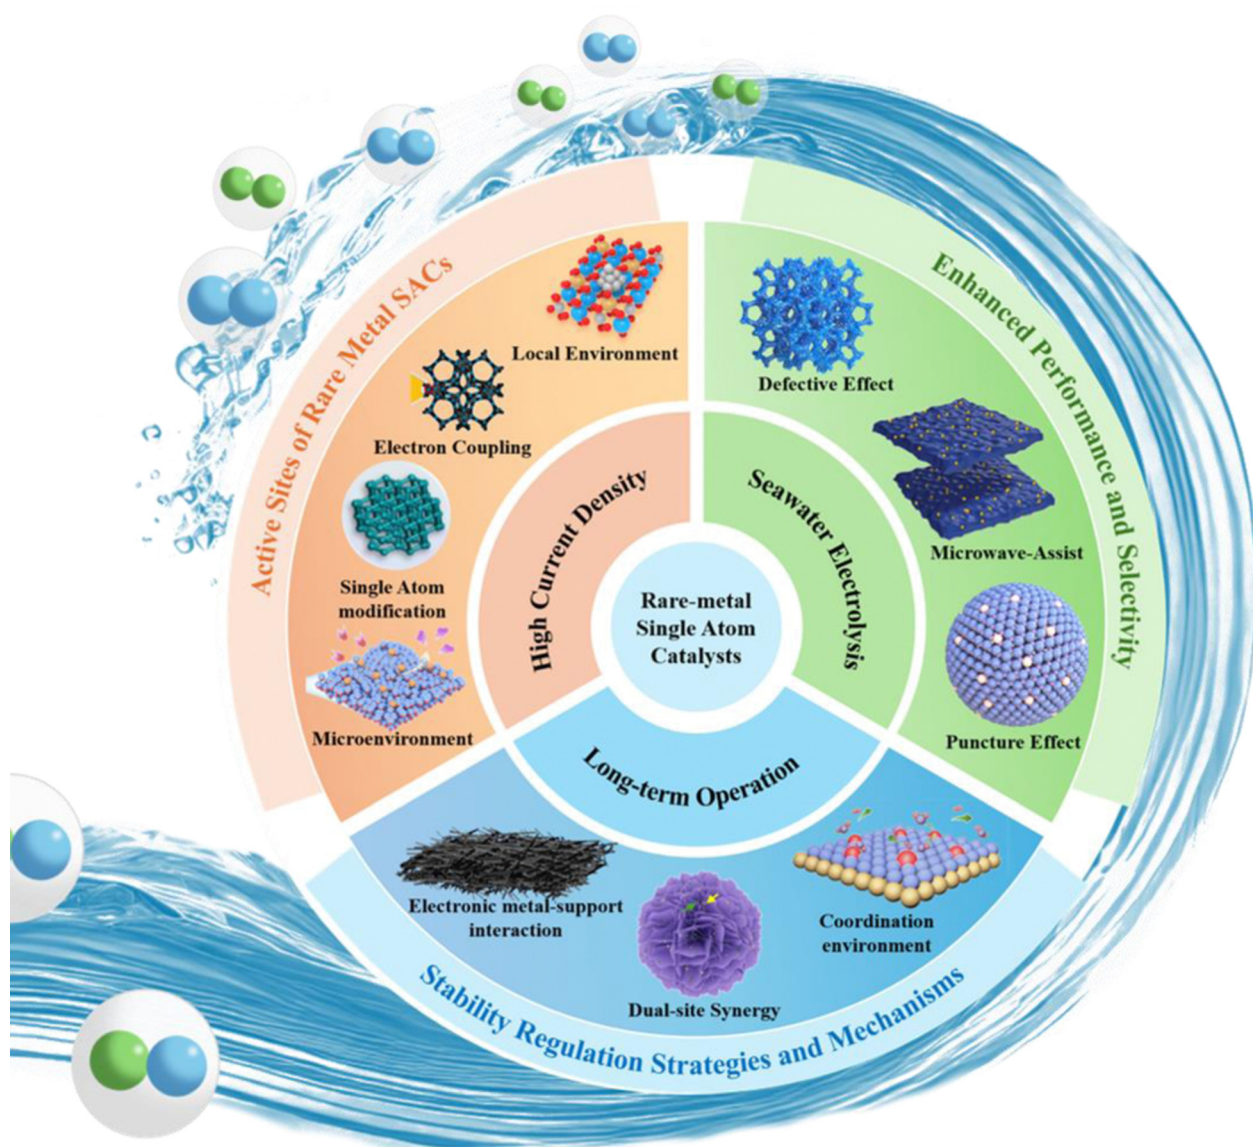 Active Sites of Rare Metal SACs
Enhanced Performance and Selectivity
Stability Regulation Strategies and Mechanisms
High Current Density
Seawater Electrolysis
Long-term Operation
Rare-metal
Single Atom
Catalysts
Local Environment
Electron Coupling
Single Atom
modification
Microenvironment
Defective Effect
Microwave-Assist
Puncture Effect
Electronic metal-support
interaction
Dual-site Synergy
Coordination
environment